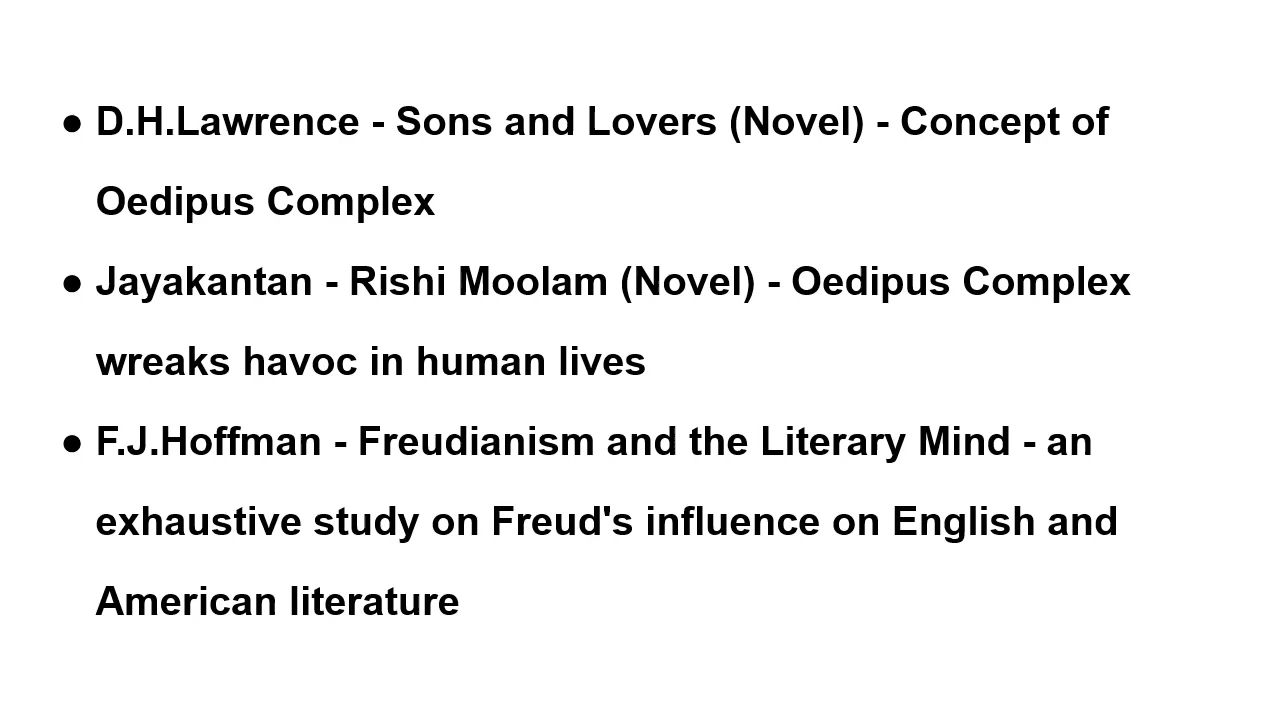 ● D.H.Lawrence - Sons and Lovers (Novel) - Concept of
Oedipus Complex
● Jayakantan - Rishi Moolam (Novel) - Oedipus Complex
wreaks havoc in human lives
● F.J.Hoffman - Freudianism and the Literary Mind - an
exhaustive study on Freud's influence on English and
American literature